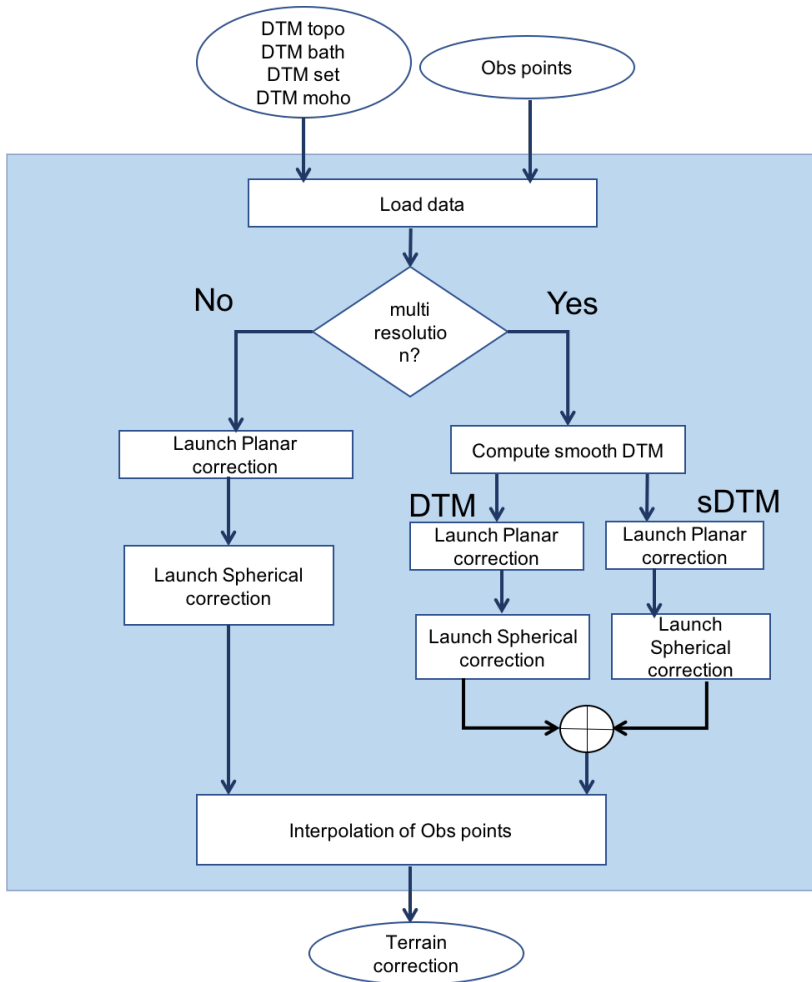 DTM topo
DTM bath
DTM set
DTM moho
Obs points
Load data
No
multi
resolutio
n?
Yes
Launch Planar
correction
Compute smooth DTM
DTM
sDTM
Launch Planar
correction
Launch Planar
correction
Launch Spherical
correction
Launch Spherical
correction
Launch
Spherical
correction
Interpolation of Obs points
Terrain
correction